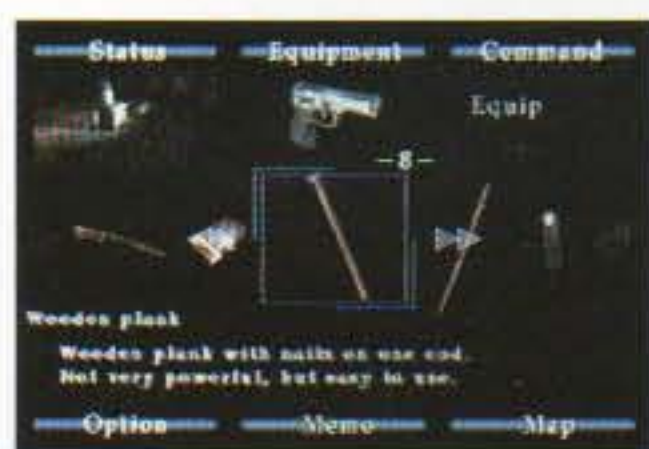 Status Equipment Command
Equip
-8-
Wooden plank
Wooden plank with nails on one end.
Not very powerful, but easy to use.
Option Memo Map